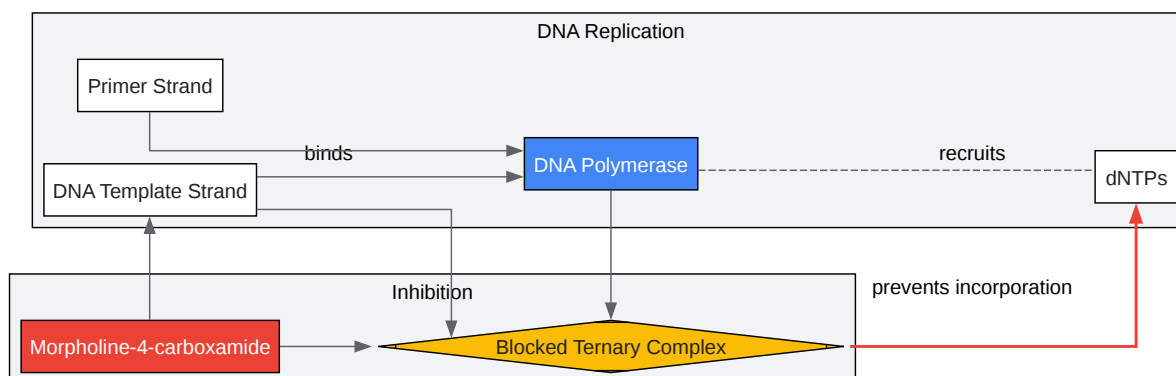 DNA Replication
Primer Strand
binds
DNA Polymerase
recruits
DNA Template Strand
dNTPs
Inhibition
prevents incorporation
Morpholine-4-carboxamide
Blocked Ternary Complex